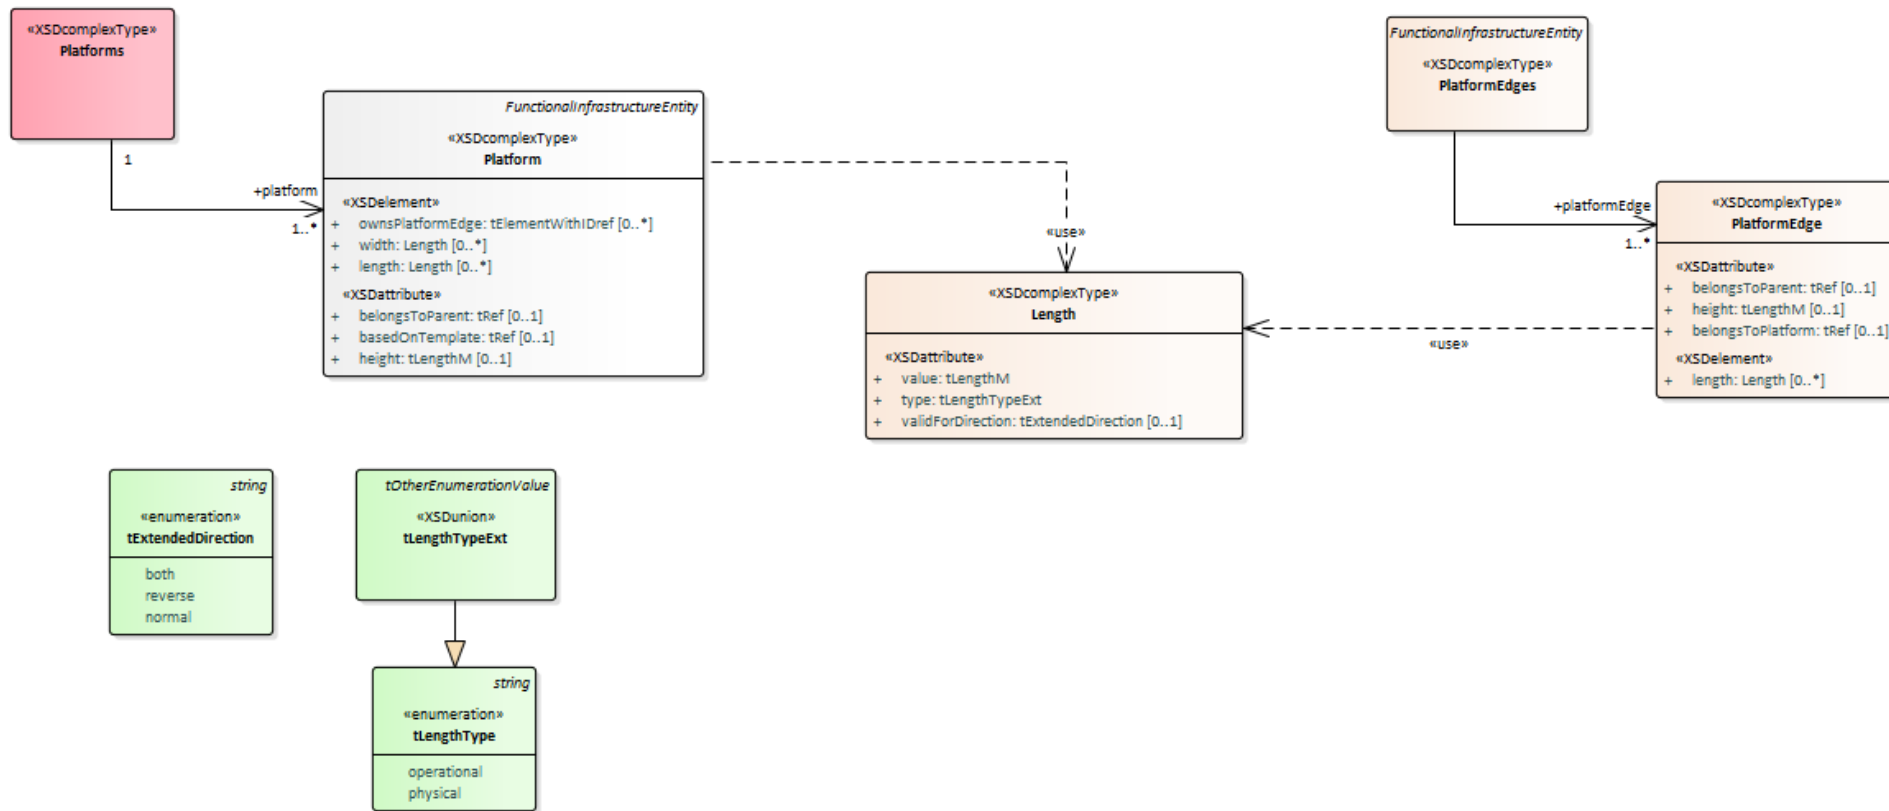 «XSDcomplexType»
Platforms
1
+platform
1..*
FunctionalInfrastructureEntity
«XSDcomplexType»
Platform
«XSDelement»
+ ownsPlatformEdge: tElementWithIDref [0..*]
+ width: Length [0..*]
+ length: Length [0..*]
«XSDattribute»
+ belongsToParent: tRef [0..1]
+ basedOnTemplate: tRef [0..1]
+ height: tLengthM [0..1]
«use»
«XSDcomplexType»
Length
«XSDattribute»
+ value: tLengthM
+ type: tLengthTypeExt
+ validForDirection: tExtendedDirection [0..1]
«use»
FunctionalInfrastructureEntity
«XSDcomplexType»
PlatformEdges
+platformEdge
1..*
«XSDcomplexType»
PlatformEdge
«XSDattribute»
+ belongsToParent: tRef [0..1]
+ height: tLengthM [0..1]
+ belongsToPlatform: tRef [0..1]
«XSDelement»
+ length: Length [0..*]
string
«enumeration»
tExtendedDirection
both
reverse
normal
tOtherEnumerationValue
«XSDunion»
tLengthTypeExt
string
«enumeration»
tLengthType
operational
physical